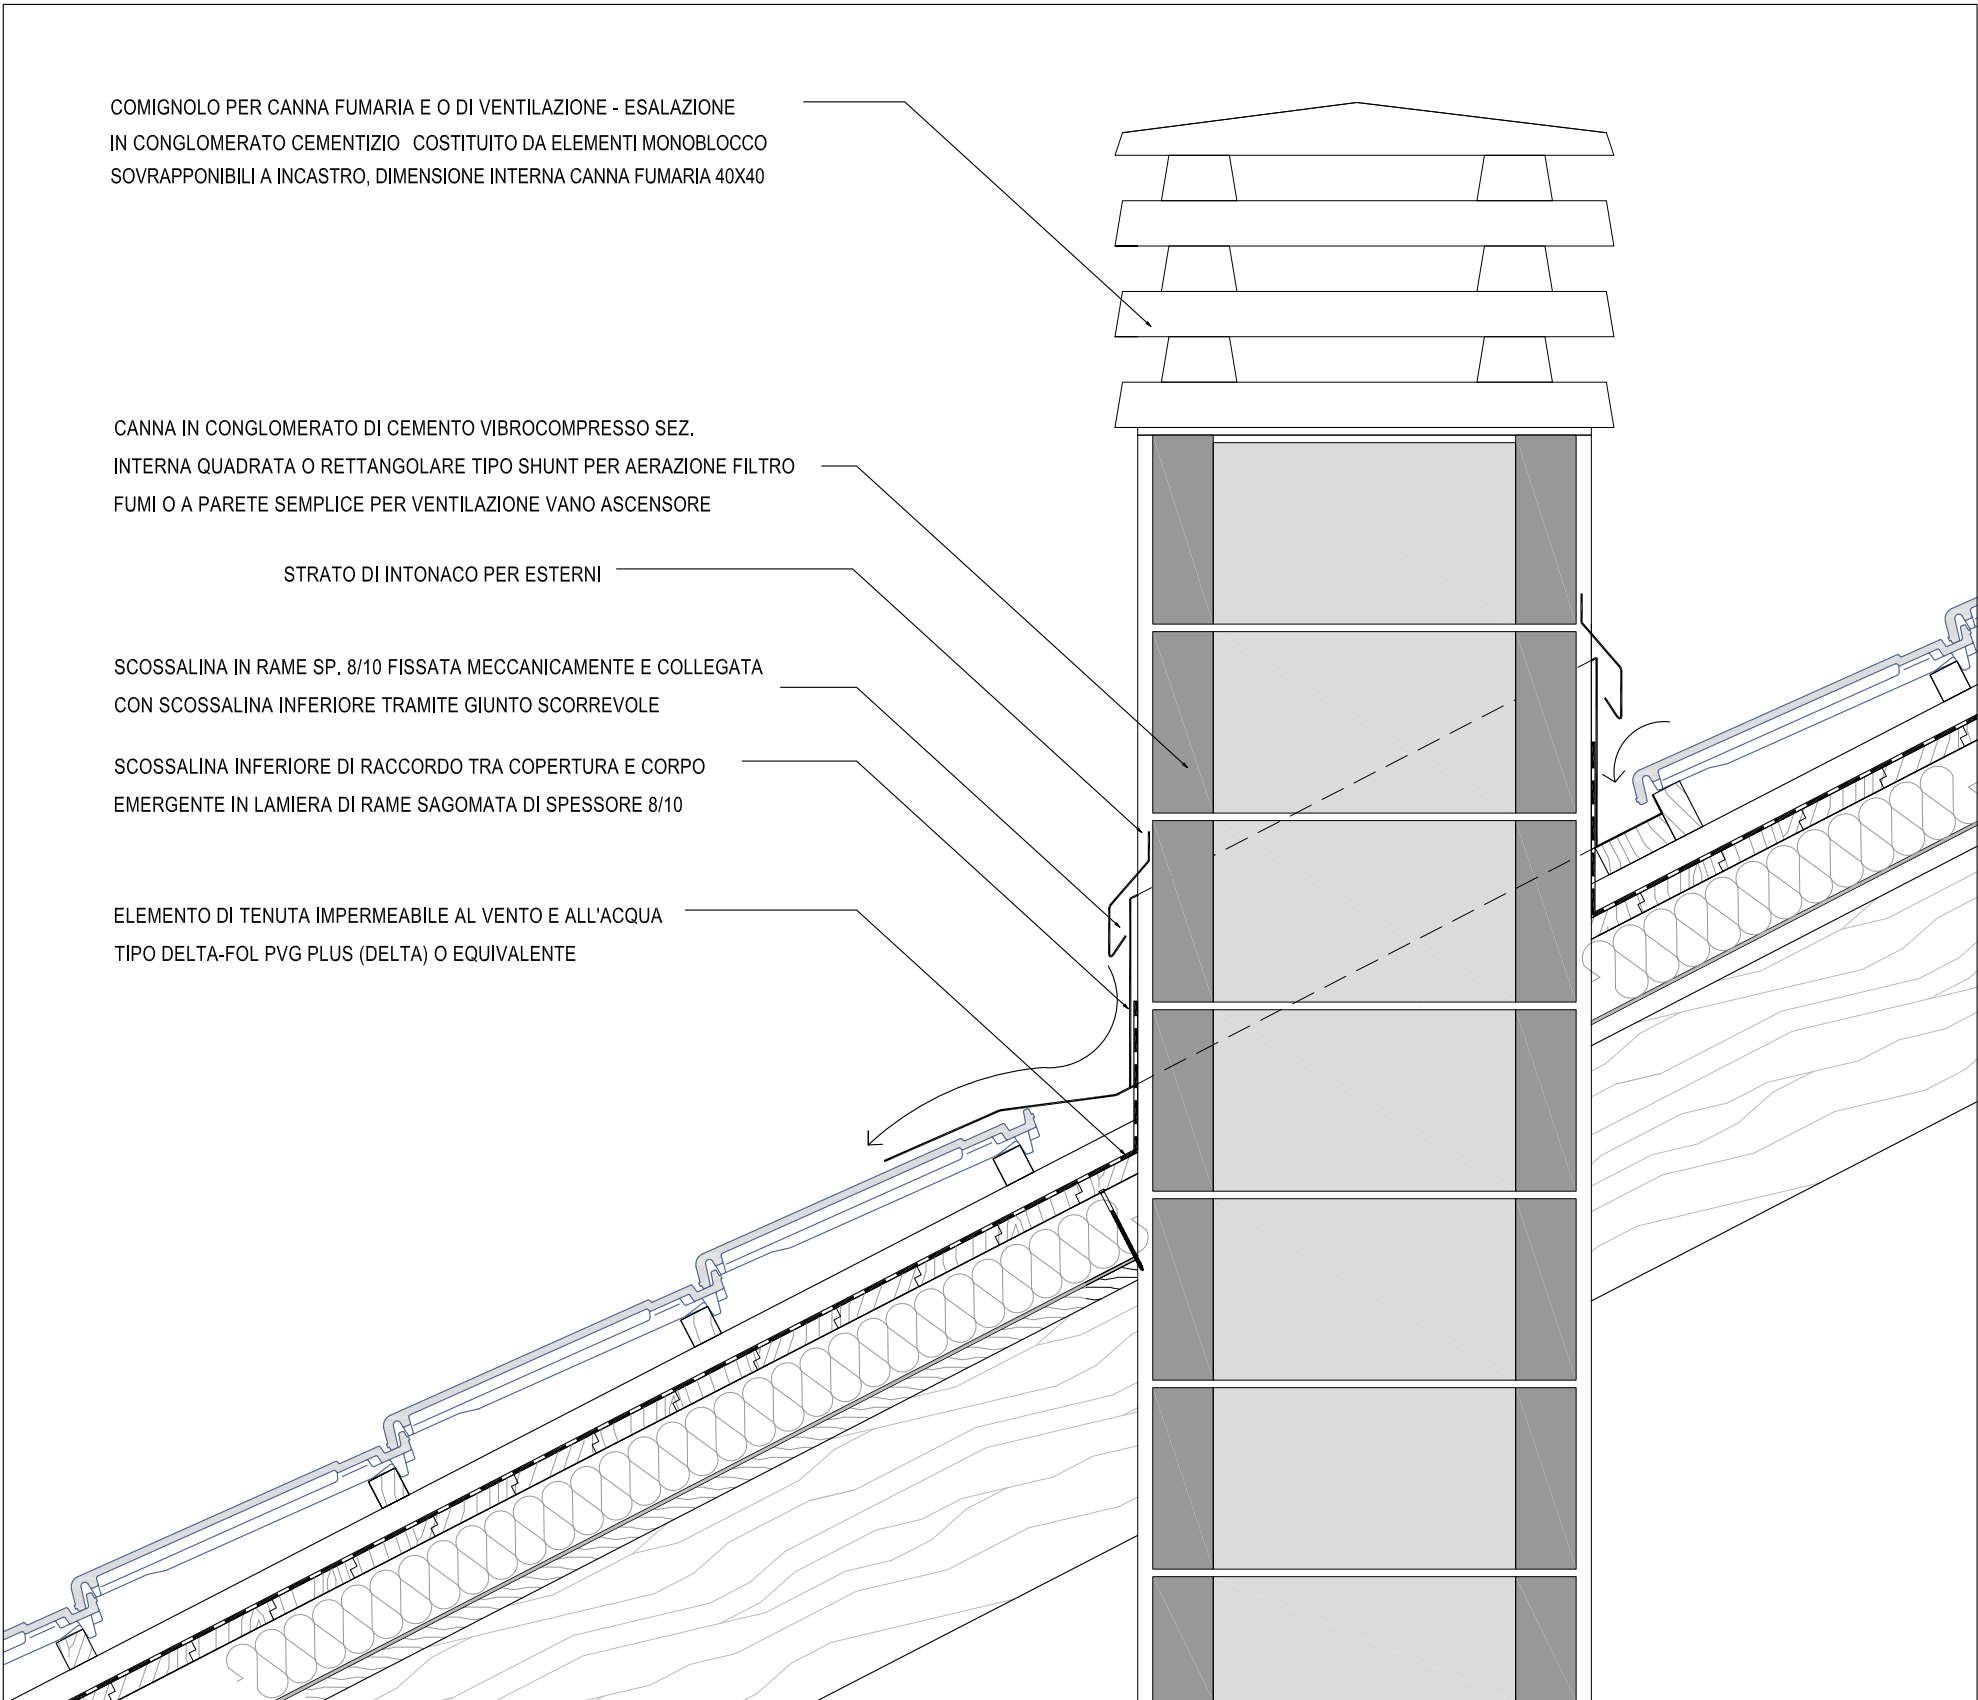 COMIGNOLO PER CANNA FUMARIA E O DI VENTILAZIONE - ESALAZIONE
IN CONGLOMERATO CEMENTIZIO COSTITUITO DA ELEMENTI MONOBLOCCO
SOVRAPPONIBILI A INCASTRO, DIMENSIONE INTERNA CANNA FUMARIA 40X40
CANNA IN CONGLOMERATO DI CEMENTO VIBROCOMPRESSO SEZ.
INTERNA QUADRATA O RETTANGOLARE TIPO SHUNT PER AERAZIONE FILTRO
FUMI O A PARETE SEMPLICE PER VENTILAZIONE VANO ASCENSORE
STRATO DI INTONACO PER ESTERNI
SCOSSALINA IN RAME SP. 8/10 FISSATA MECCANICAMENTE E COLLEGATA
CON SCOSSALINA INFERIORE TRAMITE GIUNTO SCORREVOLE
SCOSSALINA INFERIORE DI RACCORDO TRA COPERTURA E CORPO
EMERGENTE IN LAMIERA DI RAME SAGOMATA DI SPESSORE 8/10
ELEMENTO DI TENUTA IMPERMEABILE AL VENTO E ALL'ACQUA
TIPO DELTA-FOL PVG PLUS (DELTA) O EQUIVALENTE